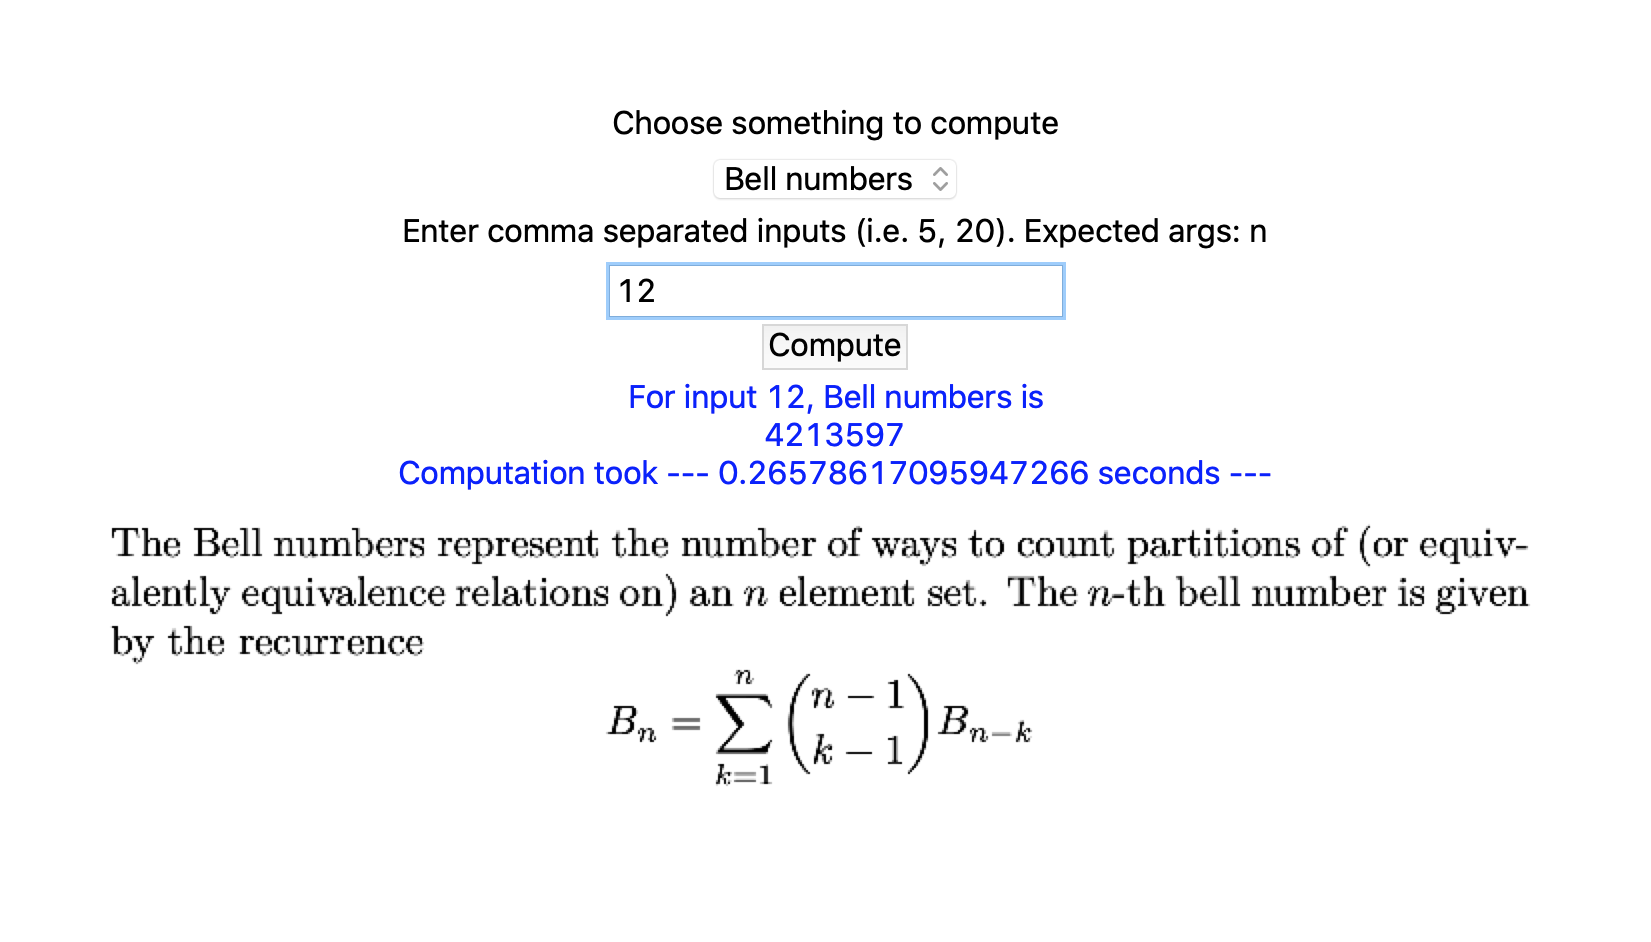 Choose something to compute
Bell numbers
Enter comma separated inputs (i.e. 5, 20). Expected args: n
12
Compute
For input 12, Bell numbers is
4213597
Computation took --- 0.26578617095947266 seconds ---
The Bell numbers represent the number of ways to count partitions of (or equiv-
alently equivalence relations on) an n element set. The n-th bell number is given
by the recurrence
B_n = \sum_{k=1}^{n} \binom{n-1}{k-1} B_{n-k}